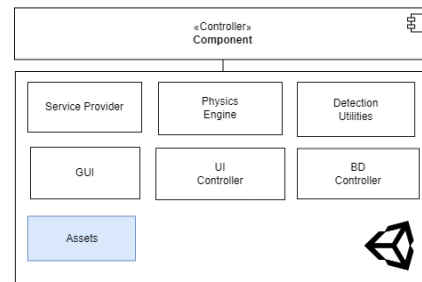 «Controller»
Component
Service Provider
Physics
Engine
Detection
Utilities
GUI
UI
Controller
BD
Controller
Assets